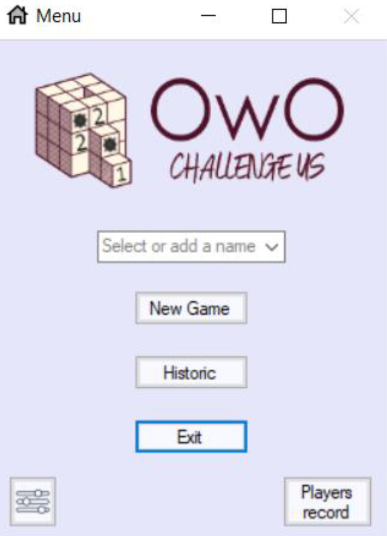 Menu
OwO
CHALLENGE US
2
2
1
Select or add a name
New Game
Historic
Exit
Players
record